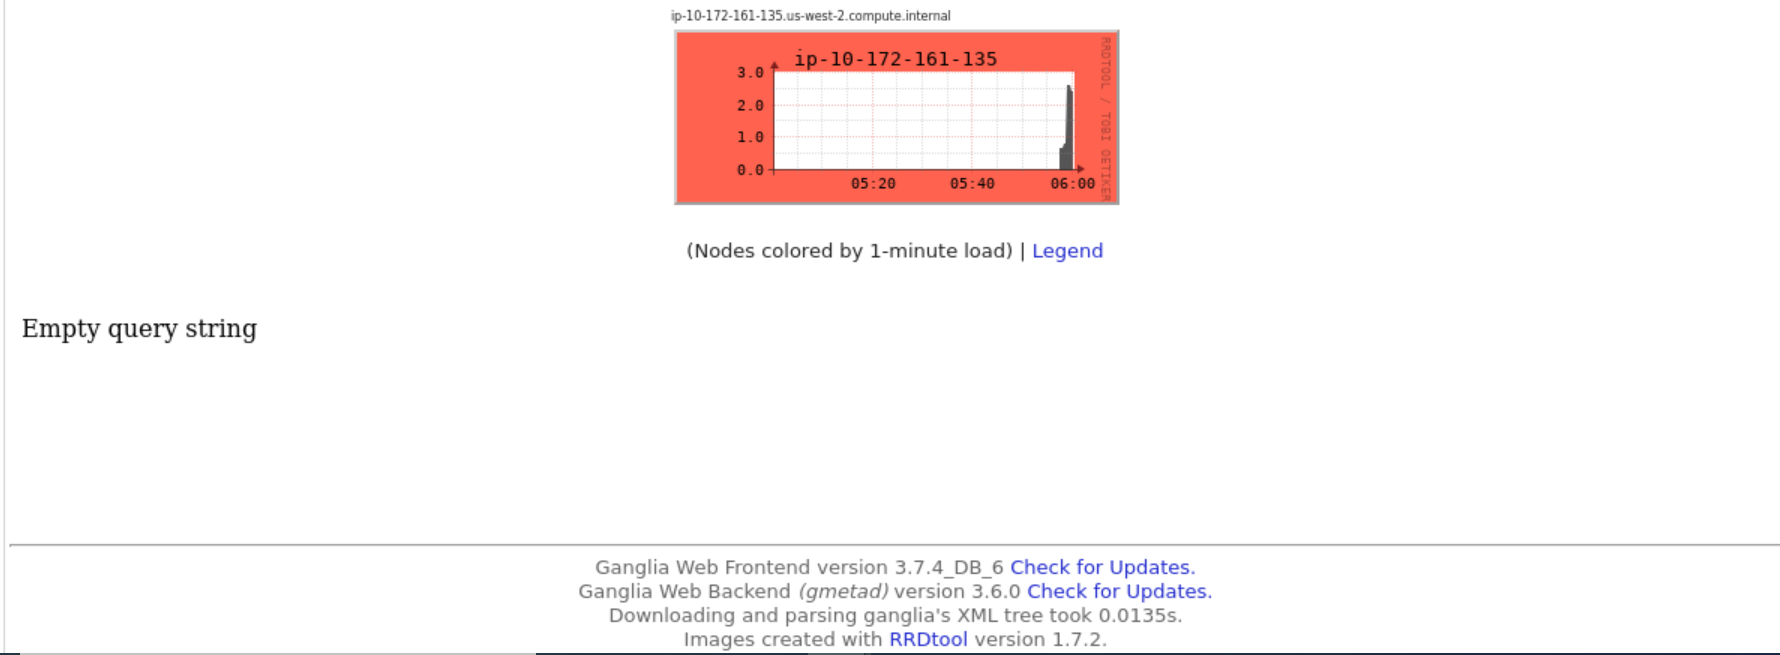 ip-10-172-161-135.us-west-2.compute.internal
ip-10-172-161-135
3.0
2.0
1.0
0.0
05:20 05:40 06:00
RRDTOOL / TOBI OETIKER
(Nodes colored by 1-minute load) | Legend
Empty query string
Ganglia Web Frontend version 3.7.4_DB_6 Check for Updates.
Ganglia Web Backend (gmetad) version 3.6.0 Check for Updates.
Downloading and parsing ganglia's XML tree took 0.0135s.
Images created with RRDtool version 1.7.2.